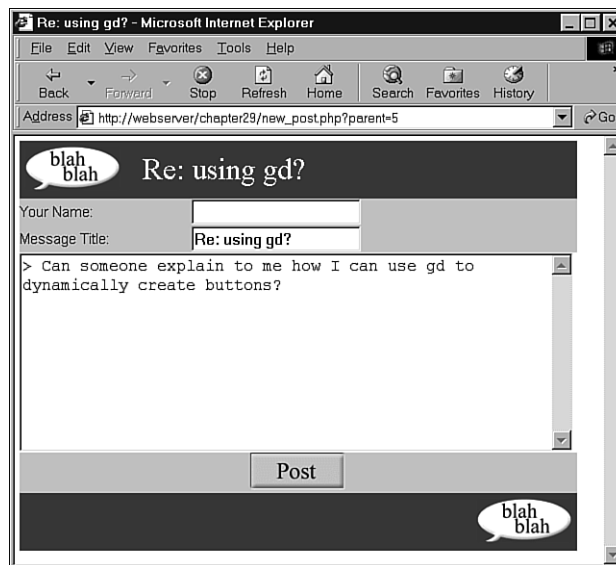 Re: using gd? - Microsoft Internet Explorer
File Edit View Favorites Tools Help
Back Forward Stop Refresh Home Search Favorites History
Address http://webserver/chapter29/new_post.php?parent=5 Go
blah
blah
Re: using gd?
Your Name:
Message Title: Re: using gd?
> Can someone explain to me how I can use gd to
dynamically create buttons?
Post
blah
blah